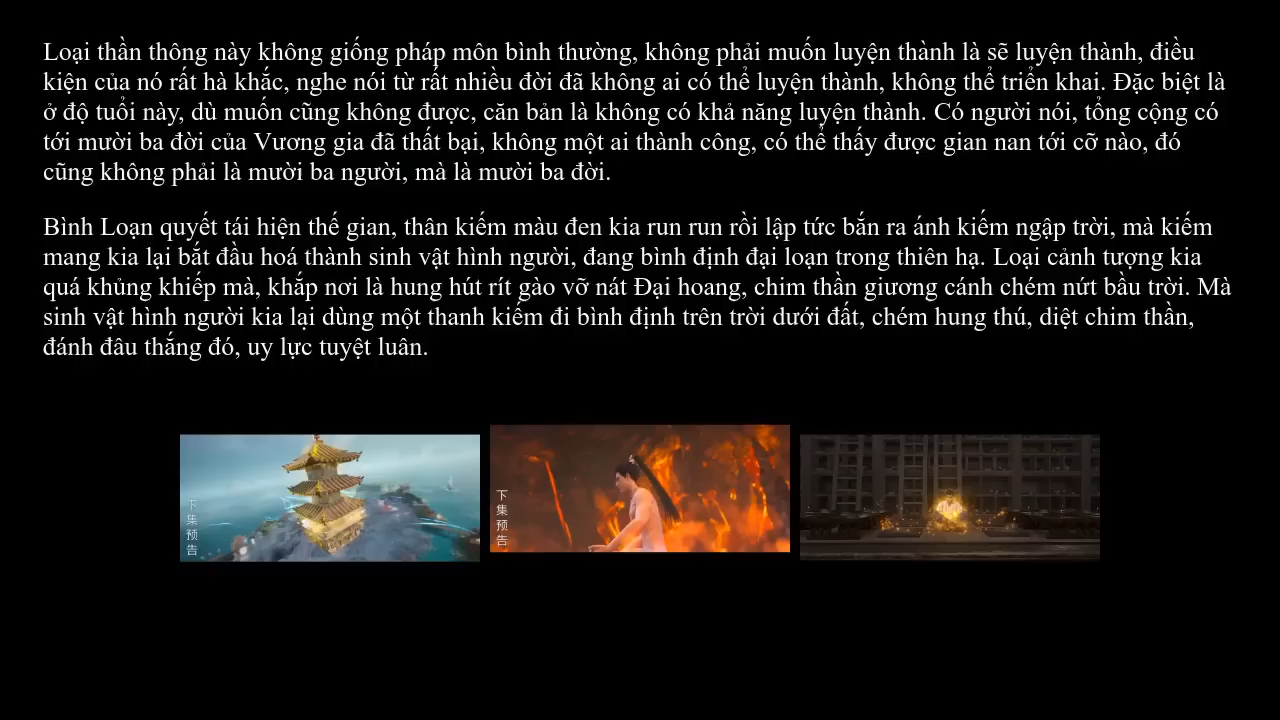 Loại thần thông này không giống pháp môn bình thường, không phải muốn luyện thành là sẽ luyện thành, điều
kiện của nó rất hà khắc, nghe nói từ rất nhiều đời đã không ai có thể luyện thành, không thể triển khai. Đặc biệt là
ở độ tuổi này, dù muốn cũng không được, căn bản là không có khả năng luyện thành. Có người nói, tổng cộng có
tới mười ba đời của Vương gia đã thất bại, không một ai thành công, có thể thấy được gian nan tới cỡ nào, đó
cũng không phải là mười ba người, mà là mười ba đời.
Bình Loạn quyết tái hiện thế gian, thân kiếm màu đen kia run run rồi lập tức bắn ra ánh kiếm ngập trời, mà kiếm
mang kia lại bắt đầu hoá thành sinh vật hình người, đang bình định đại loạn trong thiên hạ. Loại cảnh tượng kia
quá khủng khiếp mà, khắp nơi là hung hút rít gào vỡ nát Đại hoang, chim thần giương cánh chém nứt bầu trời. Mà
sinh vật hình người kia lại dùng một thanh kiếm đi bình định trên trời dưới đất, chém hung thú, diệt chim thần,
đánh đâu thắng đó, uy lực tuyệt luân.
下集预告
下集预告